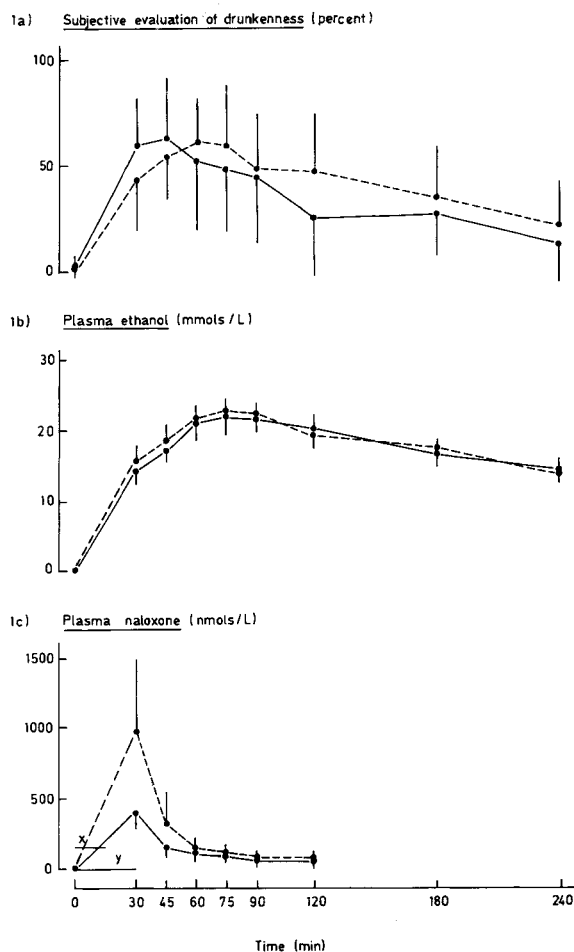 1a) Subjective evaluation of drunkenness (percent)
100
50
0
1b) Plasma ethanol (mmols/L)
30
20
10
0
1c) Plasma naloxone (nmols/L)
1500
1000
500
0
x
y
0 30 45 60 75 90 120 180 240
Time (min)